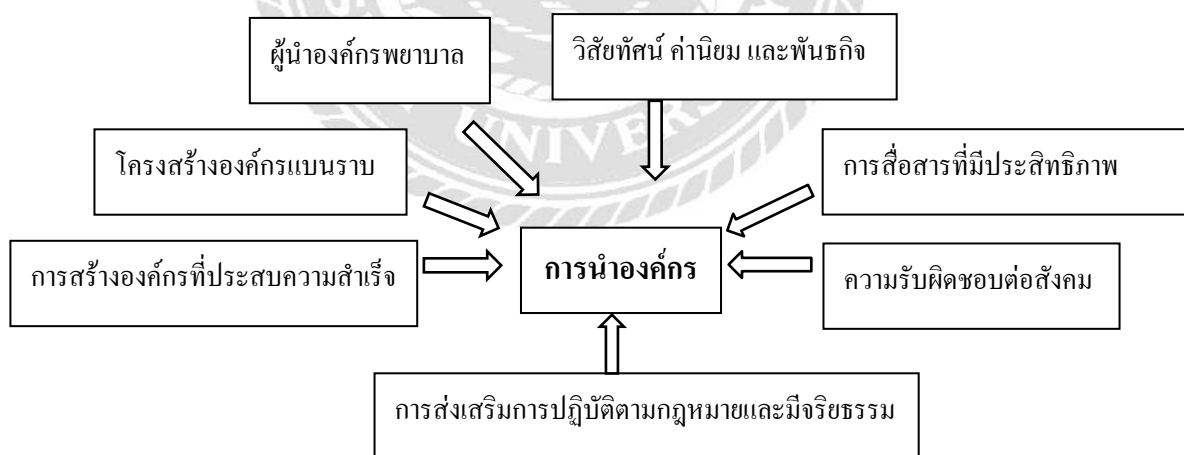 UNIVERS
ผู้นำองค์กรพยาบาล
วิสัยทัศน์ ค่านิยม และพันธกิจ
โครงสร้างองค์กรแบนราบ
การสื่อสารที่มีประสิทธิภาพ
การสร้างองค์กรที่ประสบความสำเร็จ
การนำองค์กร
ความรับผิดชอบต่อสังคม
การส่งเสริมการปฏิบัติตามกฎหมายและมีจริยธรรม